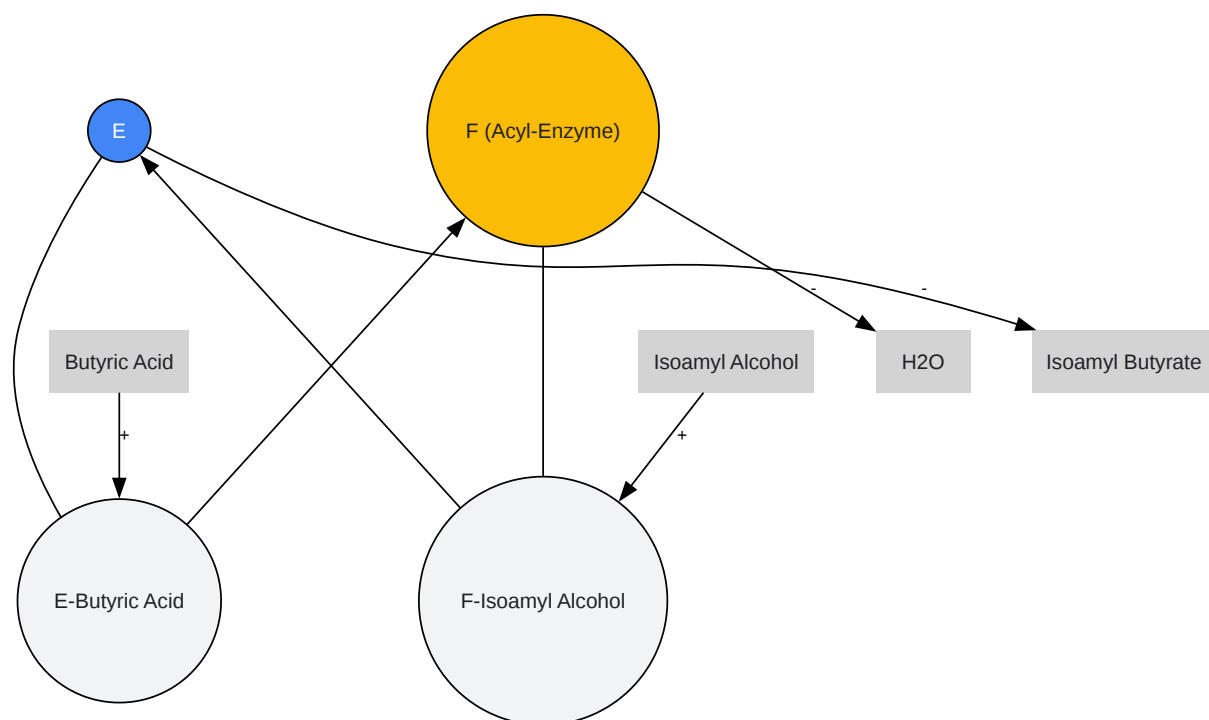 E
F (Acyl-Enzyme)
-
-
Butyric Acid
Isoamyl Alcohol
H2O
Isoamyl Butyrate
+
+
E-Butyric Acid
F-Isoamyl Alcohol